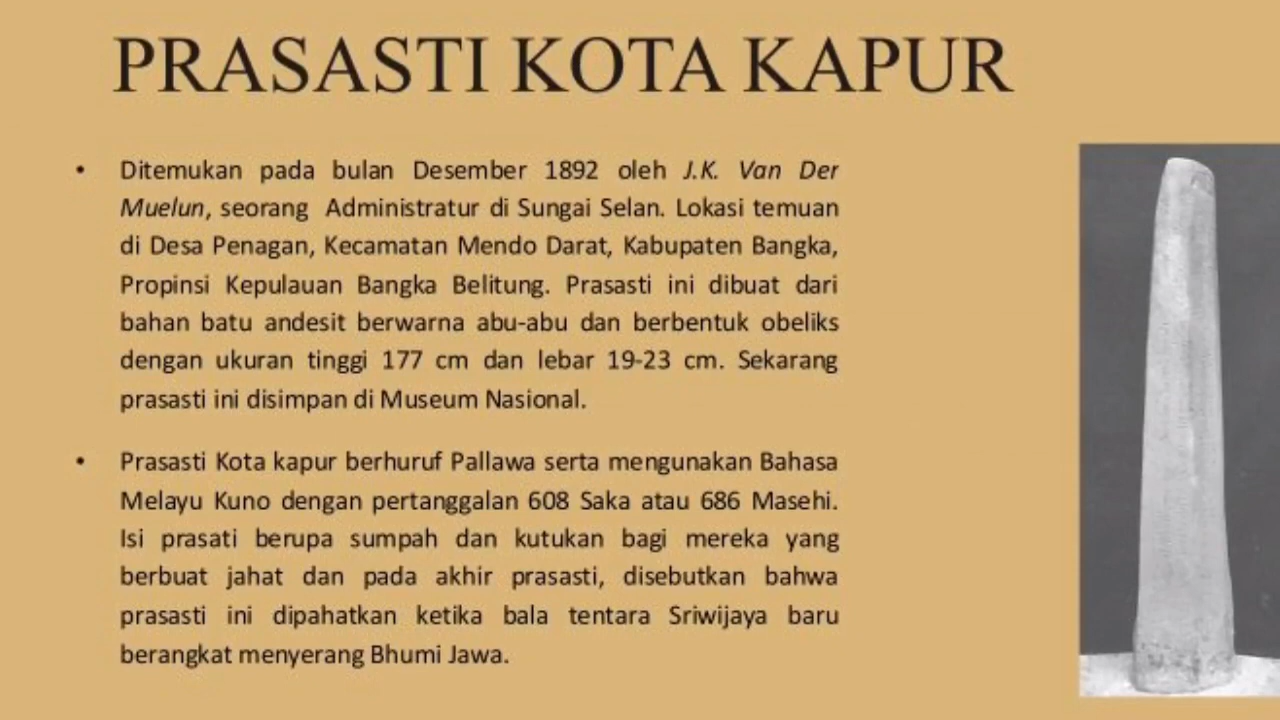 PRASASTI KOTA KAPUR
• Ditemukan pada bulan Desember 1892 oleh J.K. Van Der
Muelun, seorang Administratur di Sungai Selan. Lokasi temuan
di Desa Penagan, Kecamatan Mendo Darat, Kabupaten Bangka,
Propinsi Kepulauan Bangka Belitung. Prasasti ini dibuat dari
bahan batu andesit berwarna abu-abu dan berbentuk obeliks
dengan ukuran tinggi 177 cm dan lebar 19-23 cm. Sekarang
prasasti ini disimpan di Museum Nasional.
• Prasasti Kota kapur berhuruf Pallawa serta mengunakan Bahasa
Melayu Kuno dengan pertanggalan 608 Saka atau 686 Masehi.
Isi prasati berupa sumpah dan kutukan bagi mereka yang
berbuat jahat dan pada akhir prasasti, disebutkan bahwa
prasasti ini dipahatkan ketika bala tentara Sriwijaya baru
berangkat menyerang Bhumi Jawa.